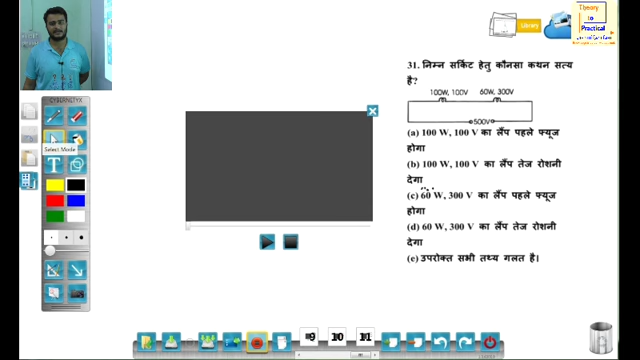 Library
Theory
to
Practical
CYBERNETYX
Select Mode
31. निम्न सर्किट हेतु कौनसा कथन सत्य
है?
100W, 100V 60W, 300V
500V
(a) 100 W, 100 V का लैंप पहले फ्यूज
होगा
(b) 100 W, 100 V का लैंप तेज रोशनी
देगा
(c) 60 W, 300 V का लैंप पहले फ्यूज
होगा
(d) 60 W, 300 V का लैंप तेज रोशनी
देगा
(e) उपरोक्त सभी तथ्य गलत है।
9 10 11